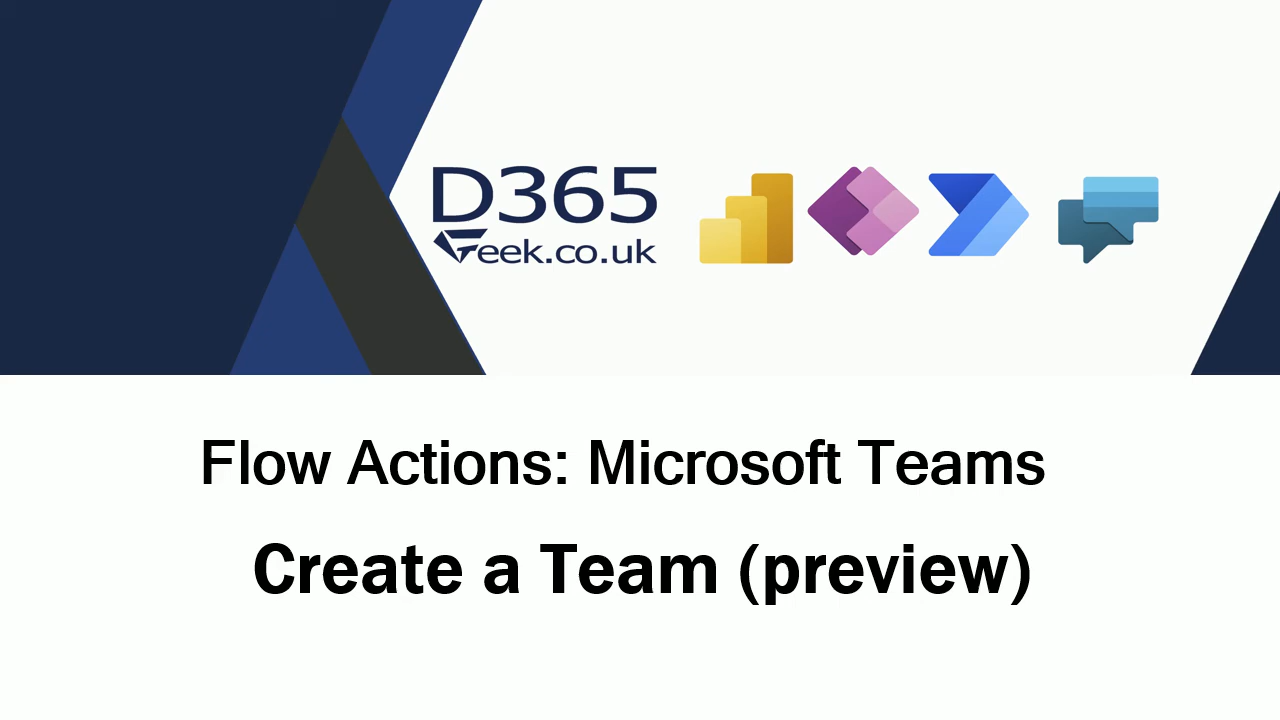 D365
Geek.co.uk
Flow Actions: Microsoft Teams
Create a Team (preview)